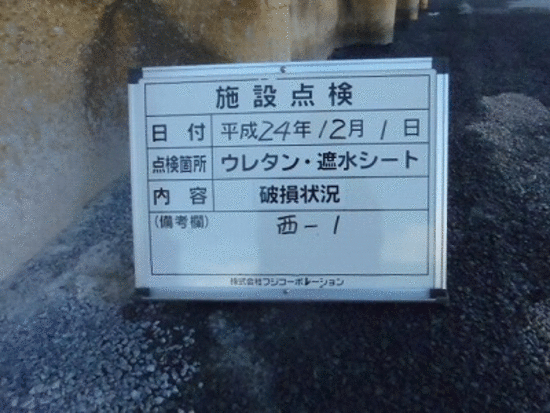 施設点検
日付 平成24年12月1日
点検箇所 ウレタン・遮水シート
内容 破損状況
(備考欄) 西-1
株式会社フジコーポレーション